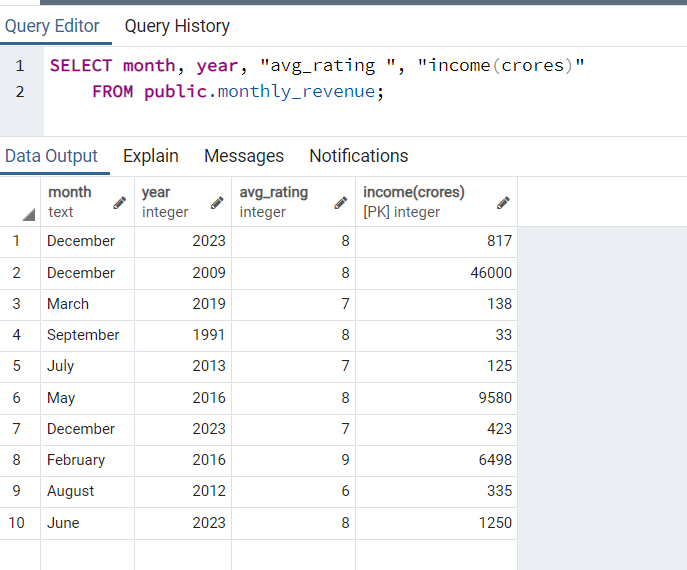 Query Editor Query History
1 SELECT month, year, "avg_rating ", "income(crores)"
2 FROM public.monthly_revenue;
Data Output Explain Messages Notifications
month year avg_rating income(crores)
text integer integer [PK] integer
1 December 2023 8 817
2 December 2009 8 46000
3 March 2019 7 138
4 September 1991 8 33
5 July 2013 7 125
6 May 2016 8 9580
7 December 2023 7 423
8 February 2016 9 6498
9 August 2012 6 335
10 June 2023 8 1250